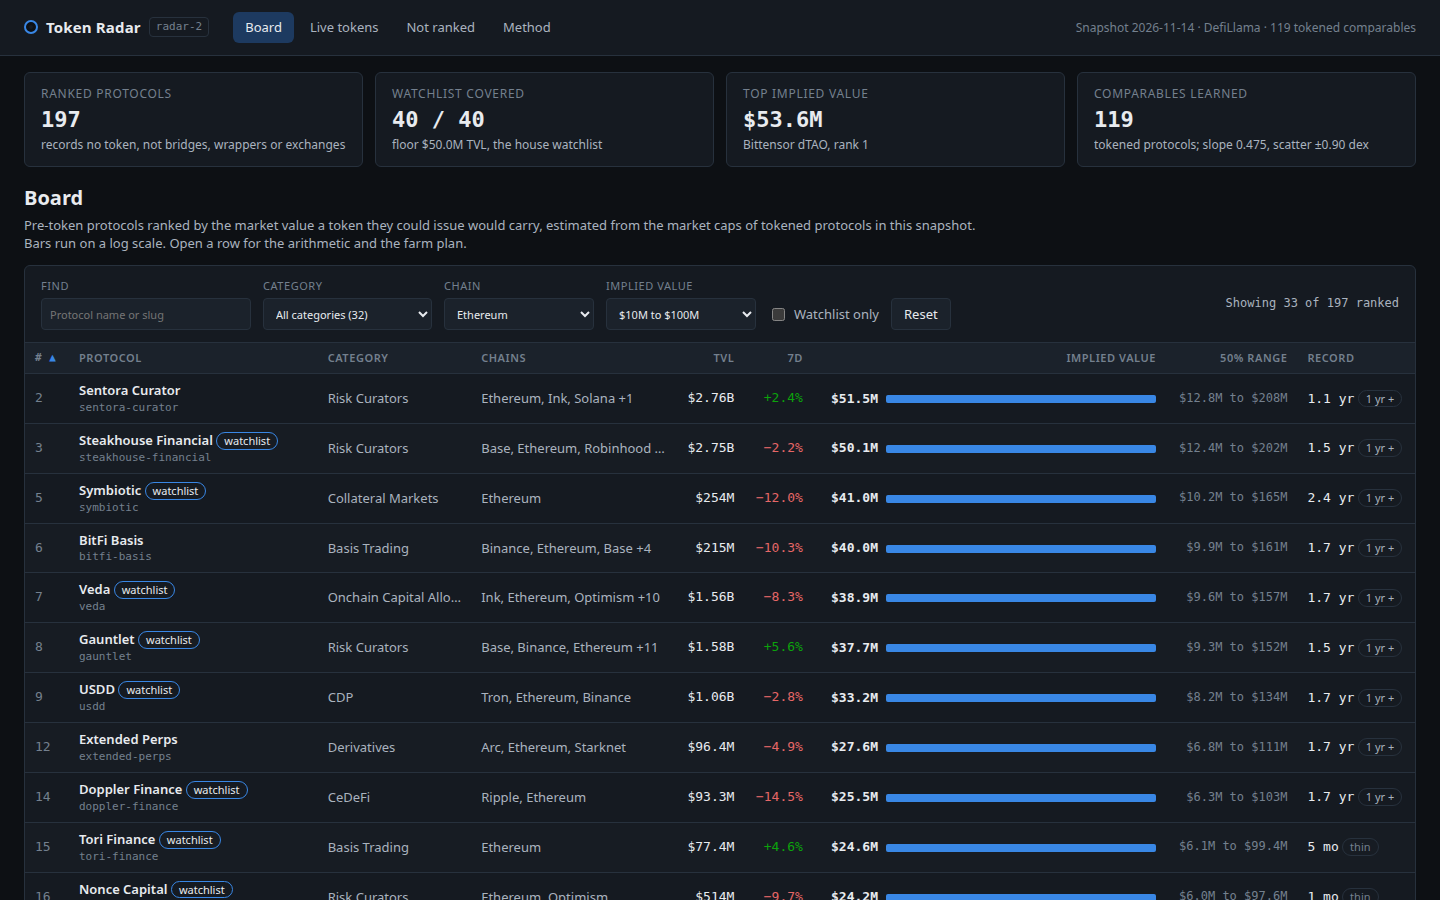 Token Radar radar-2 Board Live tokens Not ranked Method Snapshot 2026-11-14 · DefiLlama · 119 tokened comparables
RANKED PROTOCOLS
197
records no token, not bridges, wrappers or exchanges
WATCHLIST COVERED
40 / 40
floor $50.0M TVL, the house watchlist
TOP IMPLIED VALUE
$53.6M
Bittensor dTAO, rank 1
COMPARABLES LEARNED
119
tokened protocols; slope 0.475, scatter ±0.90 dex
Board
Pre-token protocols ranked by the market value a token they could issue would carry, estimated from the market caps of tokened protocols in this snapshot.
Bars run on a log scale. Open a row for the arithmetic and the farm plan.
FIND CATEGORY CHAIN IMPLIED VALUE
Protocol name or slug All categories (32) Ethereum $10M to $100M Watchlist only Reset Showing 33 of 197 ranked
# ▲ PROTOCOL CATEGORY CHAINS TVL 7D IMPLIED VALUE 50% RANGE RECORD
2 Sentora Curator Risk Curators Ethereum, Ink, Solana +1 $2.76B +2.4% $51.5M $12.8M to $208M 1.1 yr 1 yr +
sentora-curator
3 Steakhouse Financial watchlist Risk Curators Base, Ethereum, Robinhood ... $2.75B −2.2% $50.1M $12.4M to $202M 1.5 yr 1 yr +
steakhouse-financial
5 Symbiotic watchlist Collateral Markets Ethereum $254M −12.0% $41.0M $10.2M to $165M 2.4 yr 1 yr +
symbiotic
6 BitFi Basis Basis Trading Binance, Ethereum, Base +4 $215M −10.3% $40.0M $9.9M to $161M 1.7 yr 1 yr +
bitfi-basis
7 Veda watchlist Onchain Capital Allo... Ink, Ethereum, Optimism +10 $1.56B −8.3% $38.9M $9.6M to $157M 1.7 yr 1 yr +
veda
8 Gauntlet watchlist Risk Curators Base, Binance, Ethereum +11 $1.58B +5.6% $37.7M $9.3M to $152M 1.5 yr 1 yr +
gauntlet
9 USDD watchlist CDP Tron, Ethereum, Binance $1.06B −2.8% $33.2M $8.2M to $134M 1.7 yr 1 yr +
usdd
12 Extended Perps Derivatives Arc, Ethereum, Starknet $96.4M −4.9% $27.6M $6.8M to $111M 1.7 yr 1 yr +
extended-perps
14 Doppler Finance watchlist CeDeFi Ripple, Ethereum $93.3M −14.5% $25.5M $6.3M to $103M 1.7 yr 1 yr +
doppler-finance
15 Tori Finance watchlist Basis Trading Ethereum $77.4M +4.6% $24.6M $6.1M to $99.4M 5 mo thin
tori-finance
16 Nonce Capital watchlist Risk Curators Ethereum, Optimism $514M −9.7% $24.2M $6.0M to $97.6M 1 mo thin